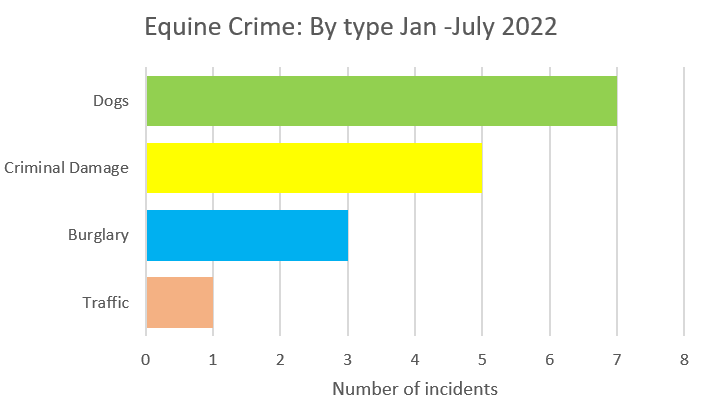 Equine Crime: By type Jan -July 2022
Dogs
Criminal Damage
Burglary
Traffic
0 1 2 3 4 5 6 7 8
Number of incidents